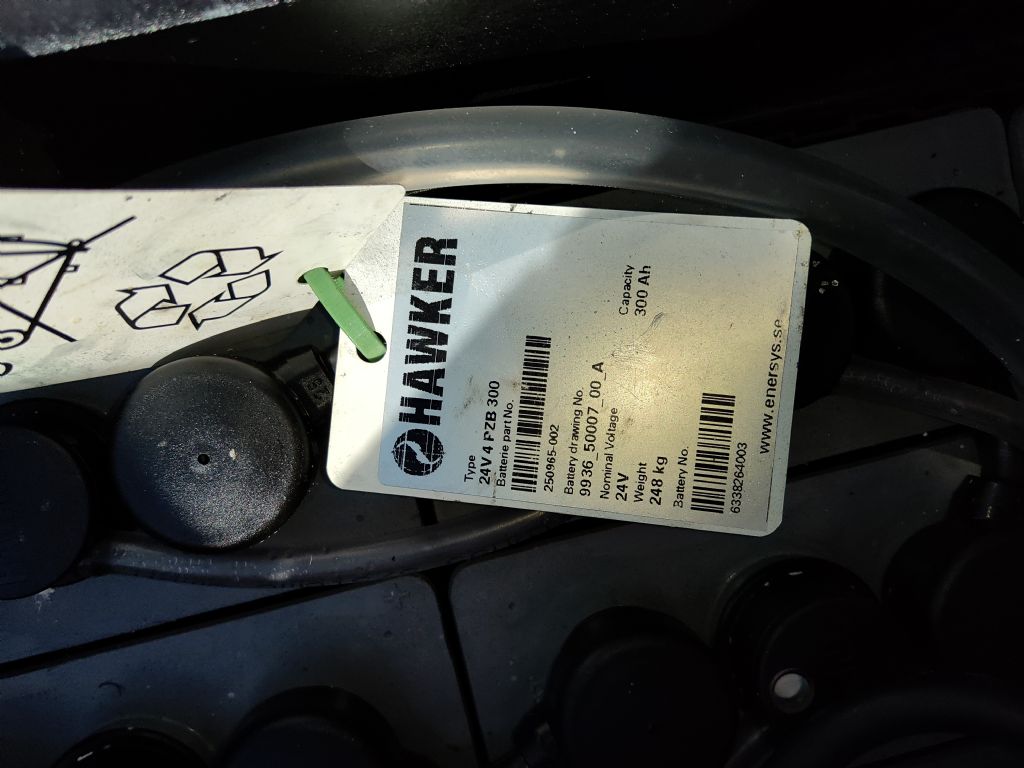 HAWKER
Type
24V 4 PZB 300
Batterie part No.
250965-002
Battery drawing No.
9936_50007_00_A
Nominal Voltage
24V
Capacity
300 Ah
Weight
248 kg
Battery No.
6338264003
www.enersys.se